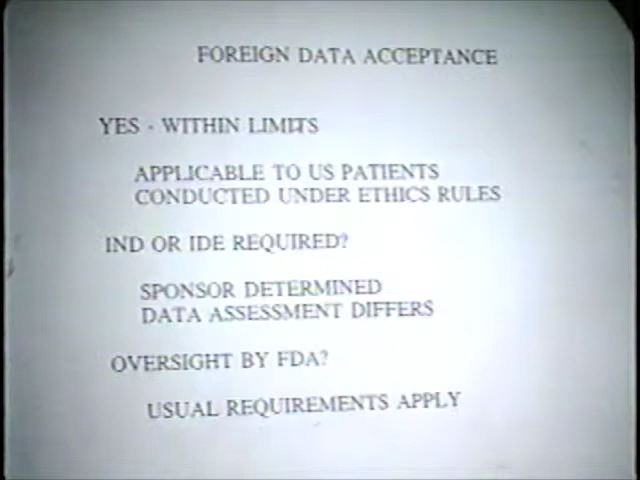 FOREIGN DATA ACCEPTANCE
YES - WITHIN LIMITS
APPLICABLE TO US PATIENTS
CONDUCTED UNDER ETHICS RULES
IND OR IDE REQUIRED?
SPONSOR DETERMINED
DATA ASSESSMENT DIFFERS
OVERSIGHT BY FDA?
USUAL REQUIREMENTS APPLY